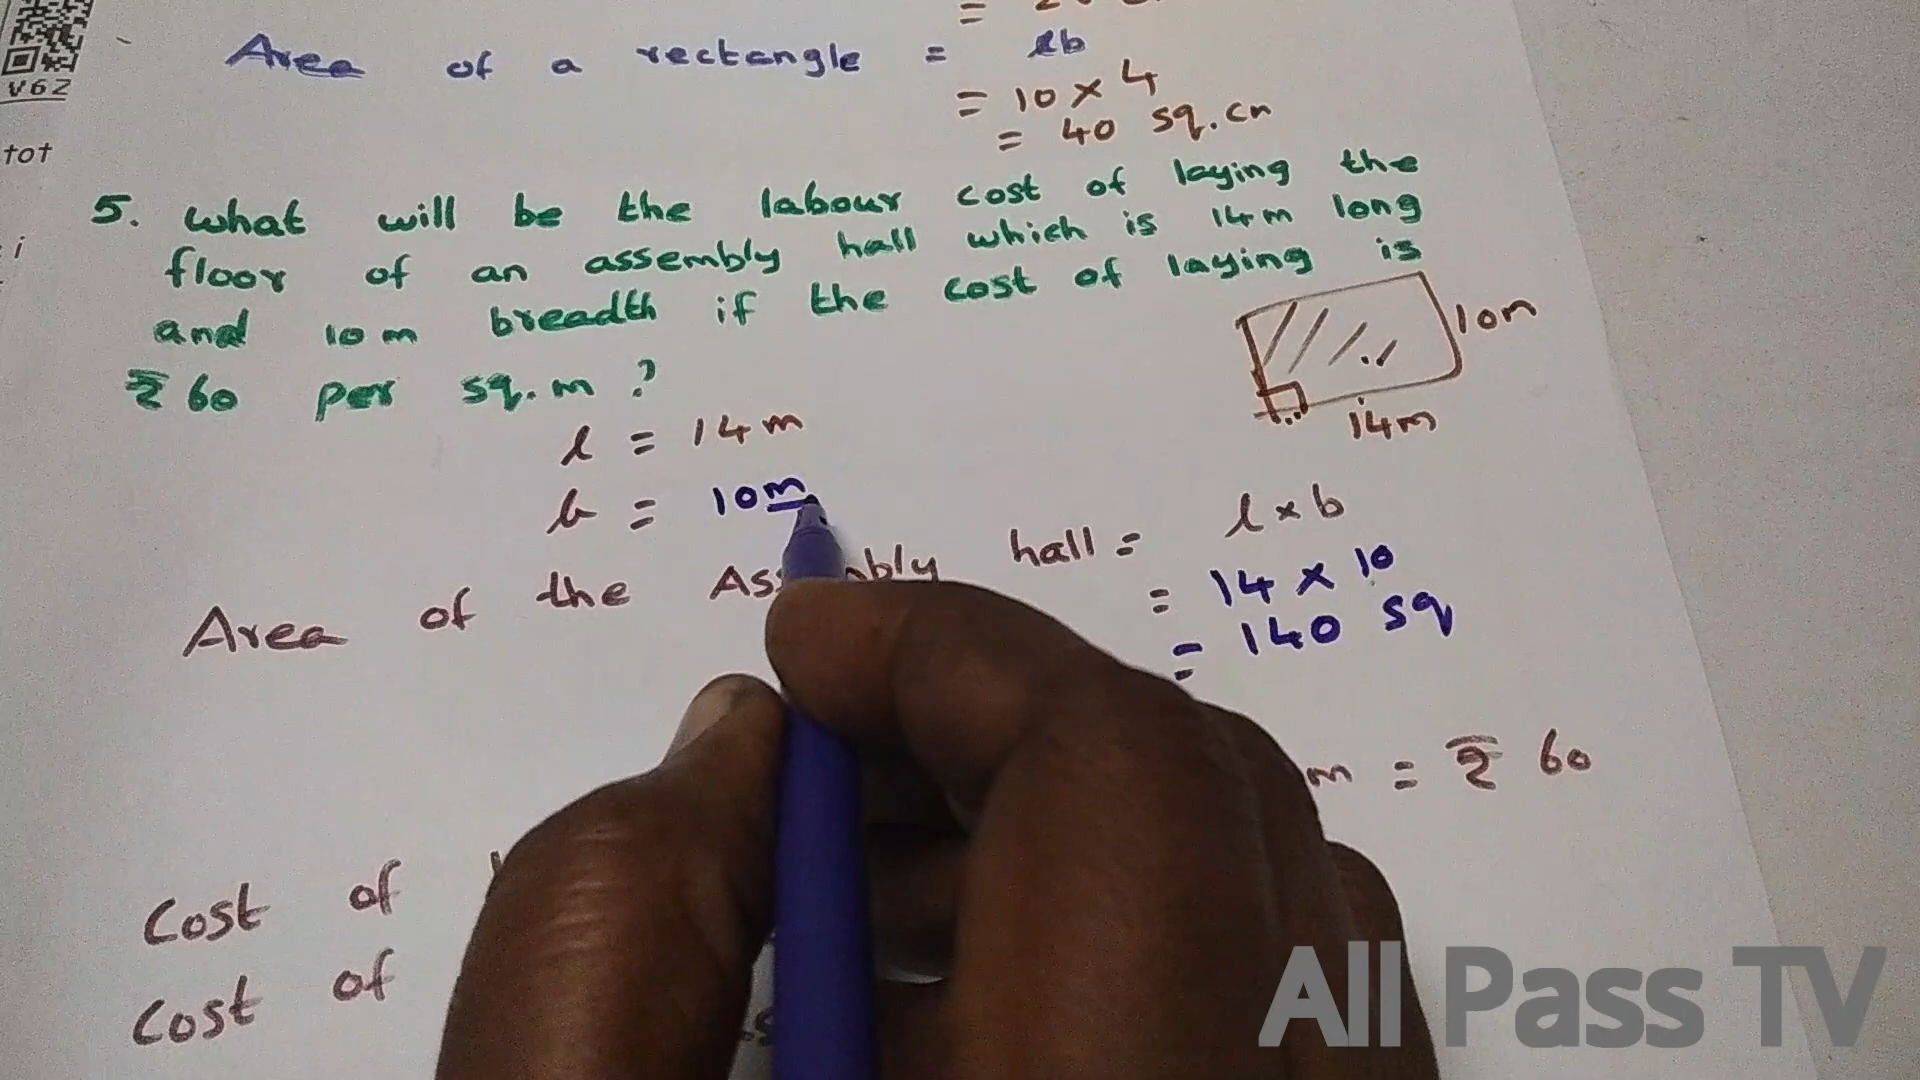 V6Z
tot
Area of a rectangle = lb
= 10 × 4
= 40 sq.cm
5. What will be the labour cost of laying the
floor of an assembly hall which is 14m long
and 10m breadth if the cost of laying is
₹ 60 per sq.m ?
10m
14m
l = 14m
b = 10m
Area of the hall = l × b
= 14 × 10
= 140 sq
m = ₹ 60
Cost of
Cost of
All Pass TV